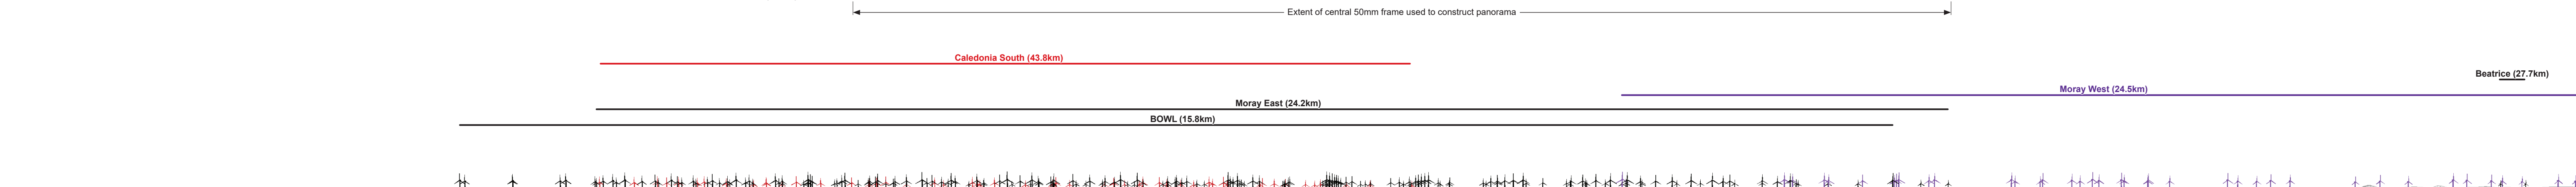 Extent of central 50mm frame used to construct panorama
Caledonia South (43.8km)
Beatrice (27.7km)
Moray West (24.5km)
Moray East (24.2km)
BOWL (15.8km)